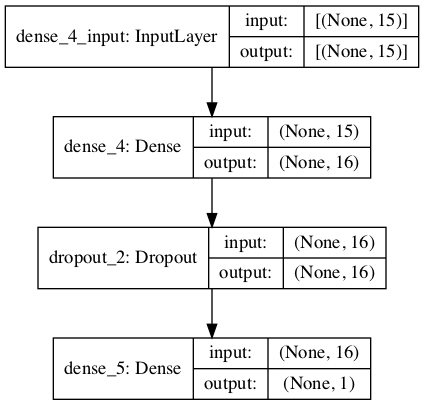 dense_4_input: InputLayer
input: [(None, 15)]
output: [(None, 15)]
dense_4: Dense
input: (None, 15)
output: (None, 16)
dropout_2: Dropout
input: (None, 16)
output: (None, 16)
dense_5: Dense
input: (None, 16)
output: (None, 1)